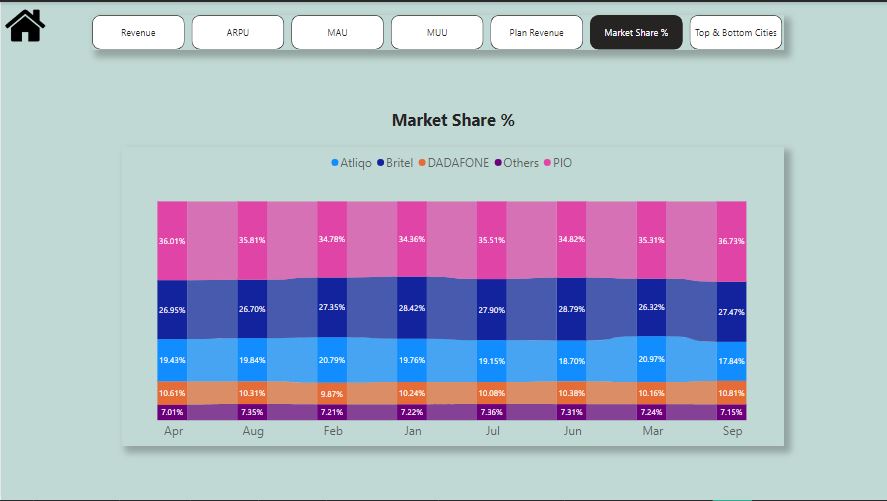 Revenue ARPU MAU MUU Plan Revenue Market Share % Top & Bottom Cities
Market Share %
Atliqo Britel DADAFONE Others PIO
36.01% 35.81% 34.78% 34.36% 35.51% 34.82% 35.31% 36.73%
26.95% 26.70% 27.35% 28.42% 27.90% 28.79% 26.32% 27.47%
19.43% 19.84% 20.79% 19.76% 19.15% 18.70% 20.97% 17.84%
10.61% 10.31% 9.87% 10.24% 10.08% 10.38% 10.16% 10.81%
7.01% 7.35% 7.21% 7.22% 7.36% 7.31% 7.24% 7.15%
Apr Aug Feb Jan Jul Jun Mar Sep